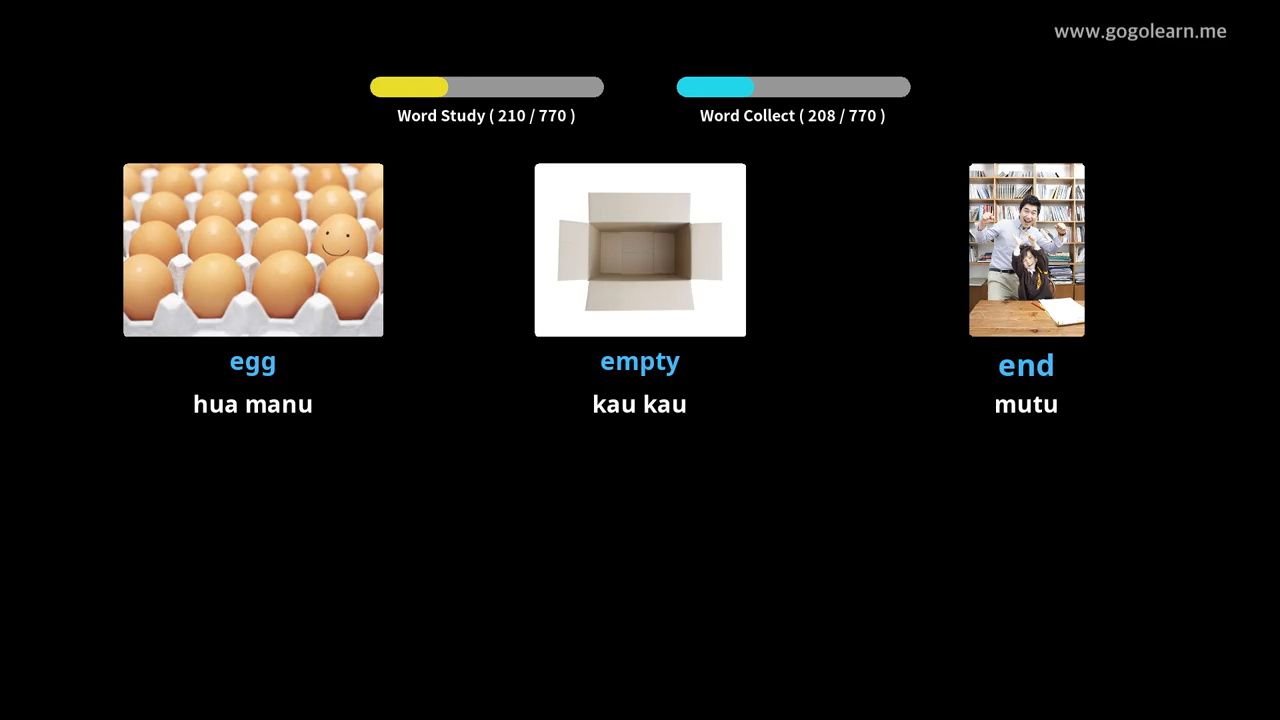 www.gogolearn.me
Word Study ( 210 / 770 )
Word Collect ( 208 / 770 )
egg
hua manu
empty
kau kau
end
mutu